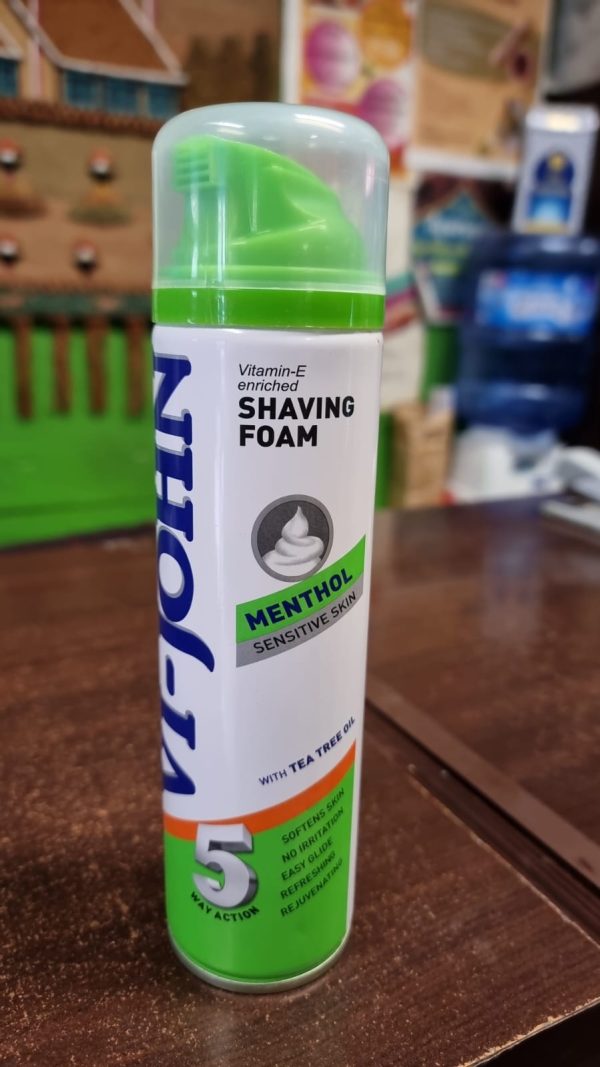 VI-JOHN
Vitamin-E
enriched
SHAVING
FOAM
MENTHOL
SENSITIVE SKIN
WITH TEA TREE OIL
5
WAY ACTION
SOFTENS SKIN
NO IRRITATION
EASY GLIDE
REFRESHING
REJUVENATING